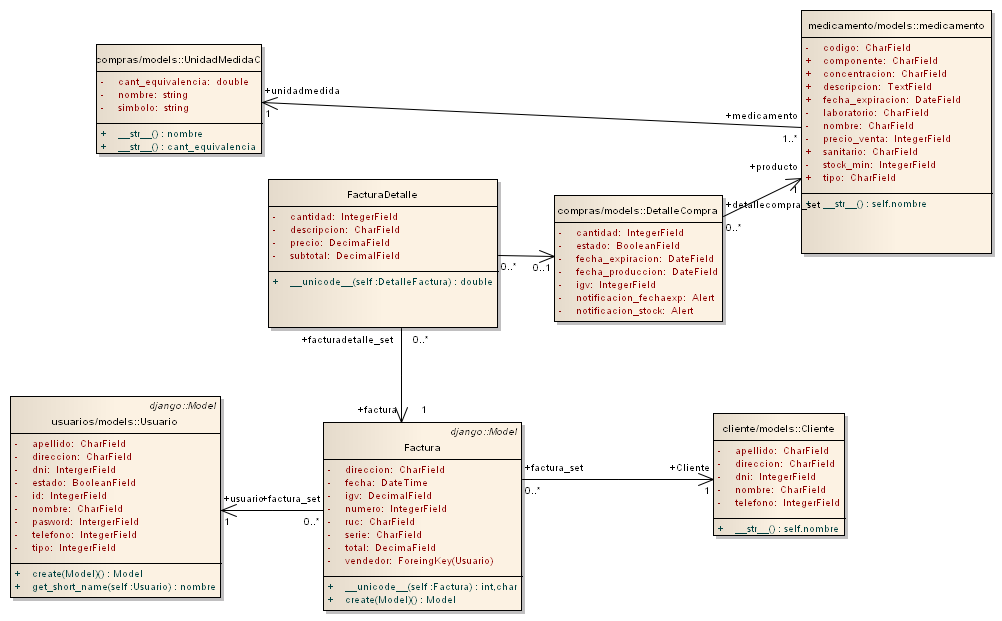 compras/models::UnidadMedidaC
- cant_equivalencia: double
- nombre: string
- simbolo: string
+ __str__() : nombre
+ __str__() : cant_equivalencia
+unidadmedida
1
+medicamento
1..*
medicamento/models::medicamento
- codigo: CharField
+ componente: CharField
+ concentracion: CharField
+ descripcion: TextField
+ fecha_expiracion: DateField
- laboratorio: CharField
- nombre: CharField
- precio_venta: IntegerField
+ sanitario: CharField
- stock_min: IntegerField
+ tipo: CharField
+ __str__() : self.nombre
+producto
1
+detallecompra_set
0..*
FacturaDetalle
- cantidad: IntegerField
- descripcion: CharField
- precio: DecimaField
- subtotal: DecimalField
+ __unicode__(self :DetalleFactura) : double
0..*
0..1
compras/models::DetalleCompra
- cantidad: IntegerField
- estado: BooleanField
- fecha_expiracion: DateField
- fecha_produccion: DateField
- igv: IntegerField
- notificacion_fechaexp: Alert
- notificacion_stock: Alert
+facturadetalle_set
0..*
+factura
1
django::Model
usuarios/models::Usuario
- apellido: CharField
- direccion: CharField
- dni: IntergerField
- estado: BooleanField
- id: IntegerField
- nombre: CharField
- pasword: IntergerField
- telefono: IntegerField
- tipo: IntegerField
+ create(Model)() : Model
+ get_short_name(self :Usuario) : nombre
+usuario
1
+factura_set
0..*
django::Model
Factura
- direccion: CharField
- fecha: DateTime
- igv: DecimalField
- numero: IntegerField
- ruc: CharField
- serie: CharField
- total: DecimaField
- vendedor: ForeingKey(Usuario)
+ __unicode__(self :Factura) : int,char
+ create(Model)() : Model
+factura_set
0..*
+Cliente
1
cliente/models::Cliente
- apellido: CharField
- direccion: CharField
- dni: IntegerField
- nombre: CharField
- telefono: IntegerField
+ __str__() : self.nombre